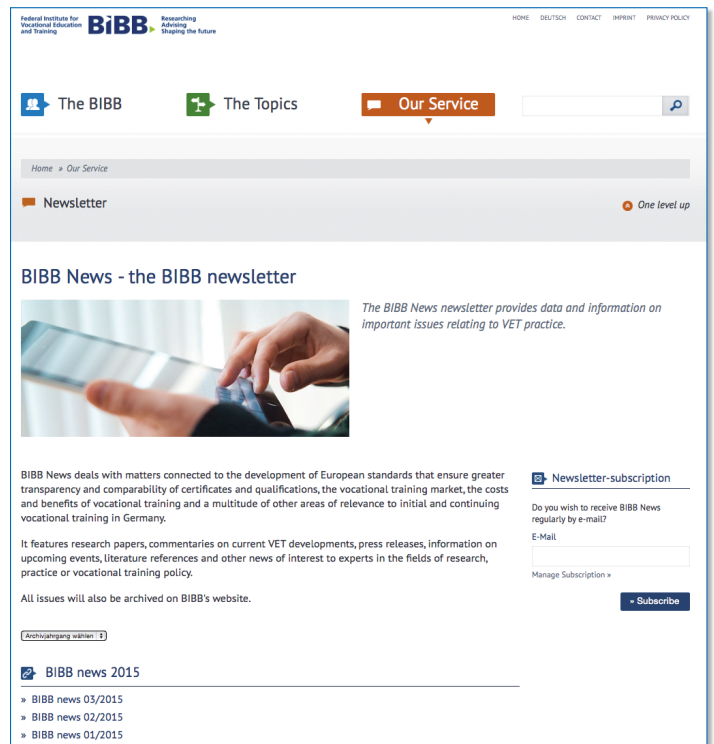 Federal Institute for
Vocational Education
and Training
BiBB
Researching
Advising
Shaping the future
HOME DEUTSCH CONTACT IMPRINT PRIVACY POLICY
The BIBB
The Topics
Our Service
Home » Our Service
Newsletter
One level up
BIBB News - the BIBB newsletter
The BIBB News newsletter provides data and information on
important issues relating to VET practice.
BIBB News deals with matters connected to the development of European standards that ensure greater
transparency and comparability of certificates and qualifications, the vocational training market, the costs
and benefits of vocational training and a multitude of other areas of relevance to initial and continuing
vocational training in Germany.
It features research papers, commentaries on current VET developments, press releases, information on
upcoming events, literature references and other news of interest to experts in the fields of research,
practice or vocational training policy.
All issues will also be archived on BIBB's website.
Newsletter-subscription
Do you wish to receive BIBB News
regularly by e-mail?
E-Mail
Manage Subscription »
» Subscribe
Archivjahrgang wählen
BIBB news 2015
» BIBB news 03/2015
» BIBB news 02/2015
» BIBB news 01/2015